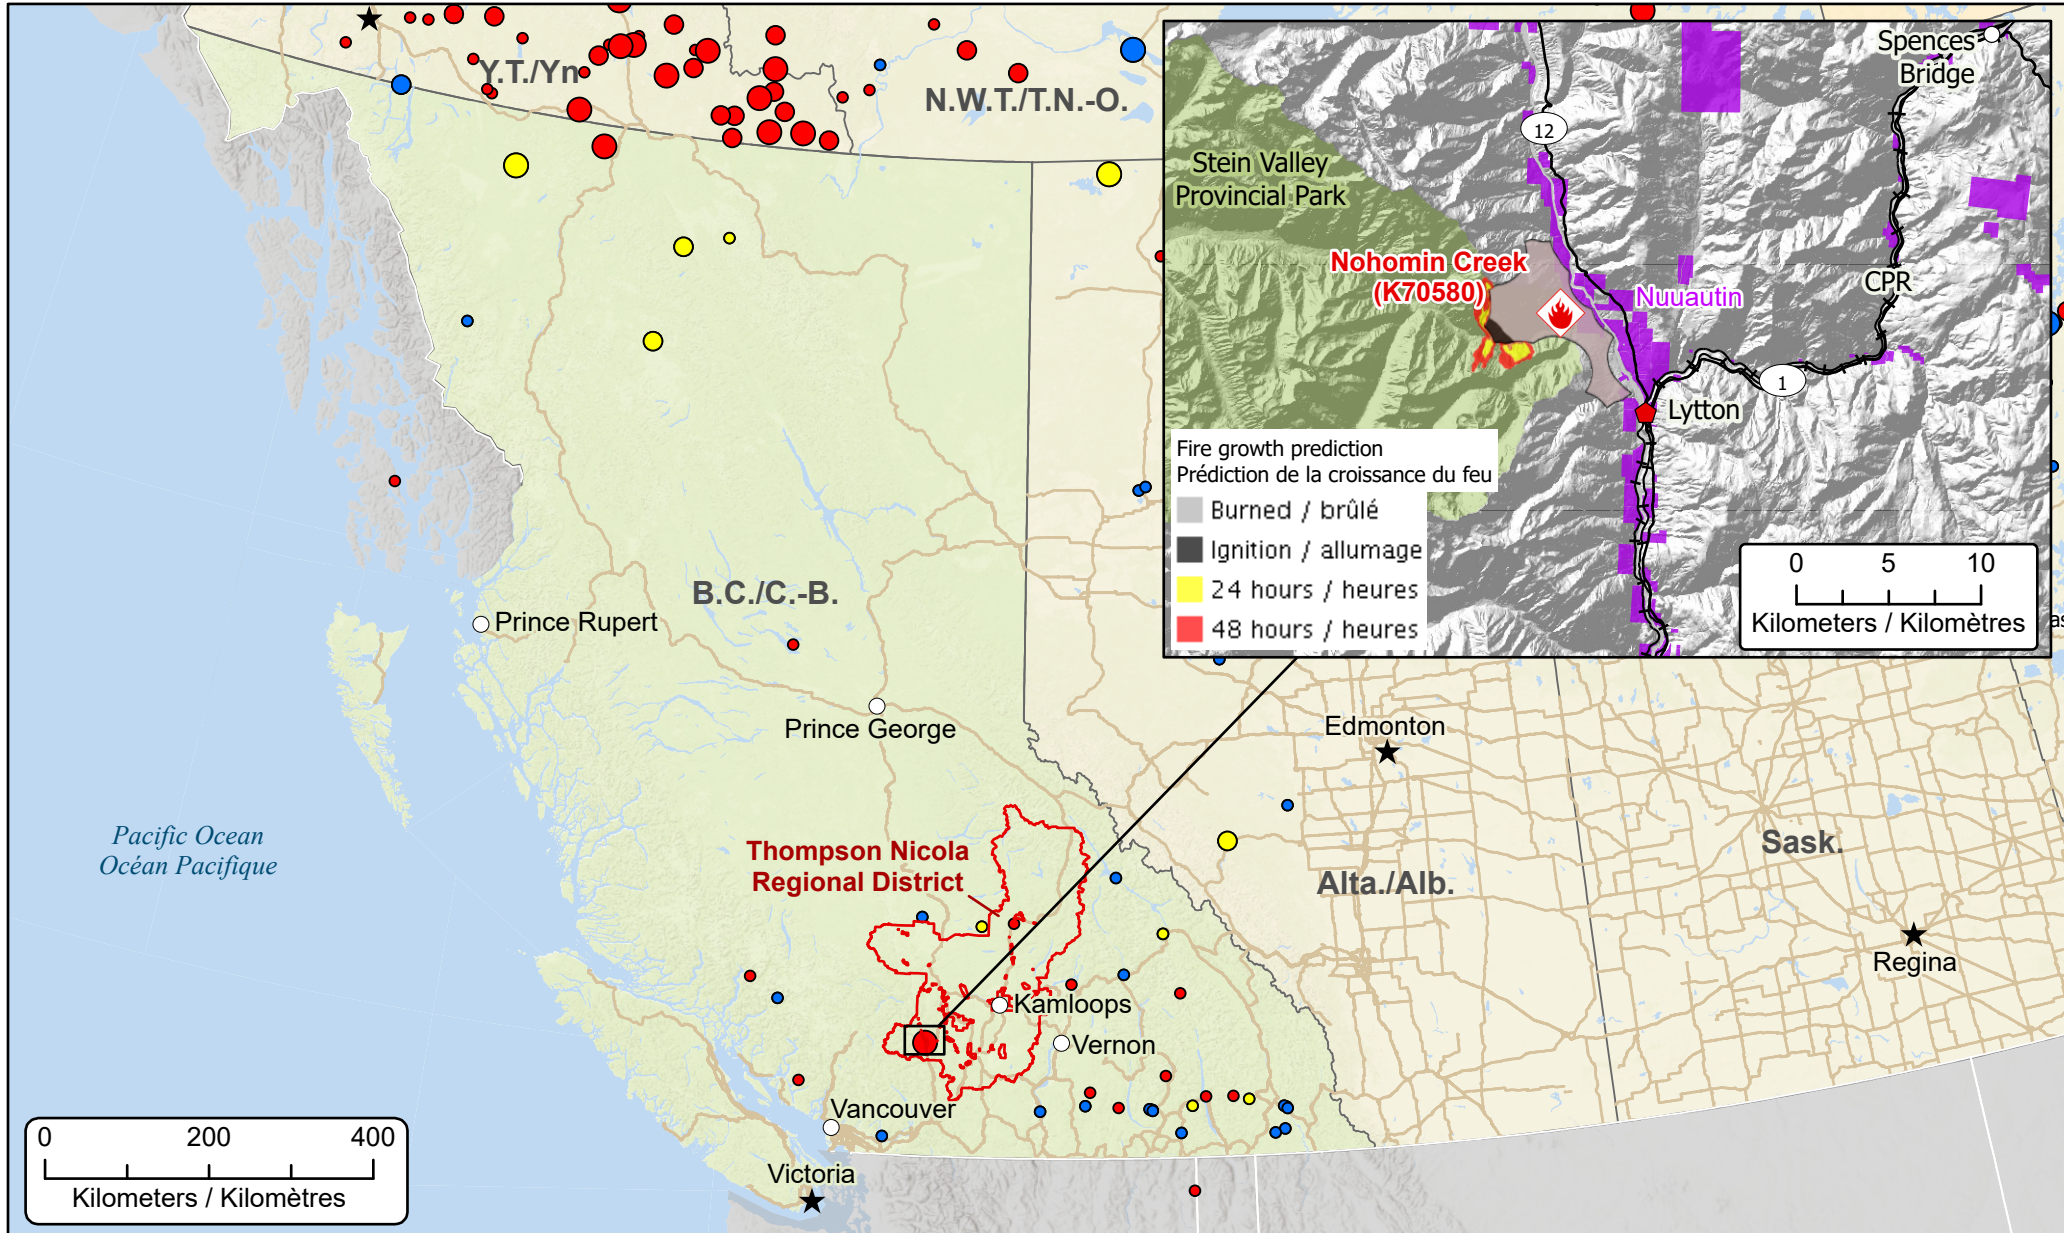 Y.T./Yn
N.W.T./T.N.-O.
B.C./C.-B.
Prince Rupert
Prince George
Pacific Ocean
Océan Pacifique
Thompson Nicola
Regional District
Kamloops
Vernon
Vancouver
Victoria
Edmonton
Alta./Alb.
Sask.
Regina
0 200 400
Kilometers / Kilomètres
Spences
Bridge
12
Stein Valley
Provincial Park
Nohomin Creek
(K70580)
Nuuautin
CPR
1
Lytton
Fire growth prediction
Prédiction de la croissance du feu
Burned / brûlé
Ignition / allumage
24 hours / heures
48 hours / heures
0 5 10
Kilometers / Kilomètres